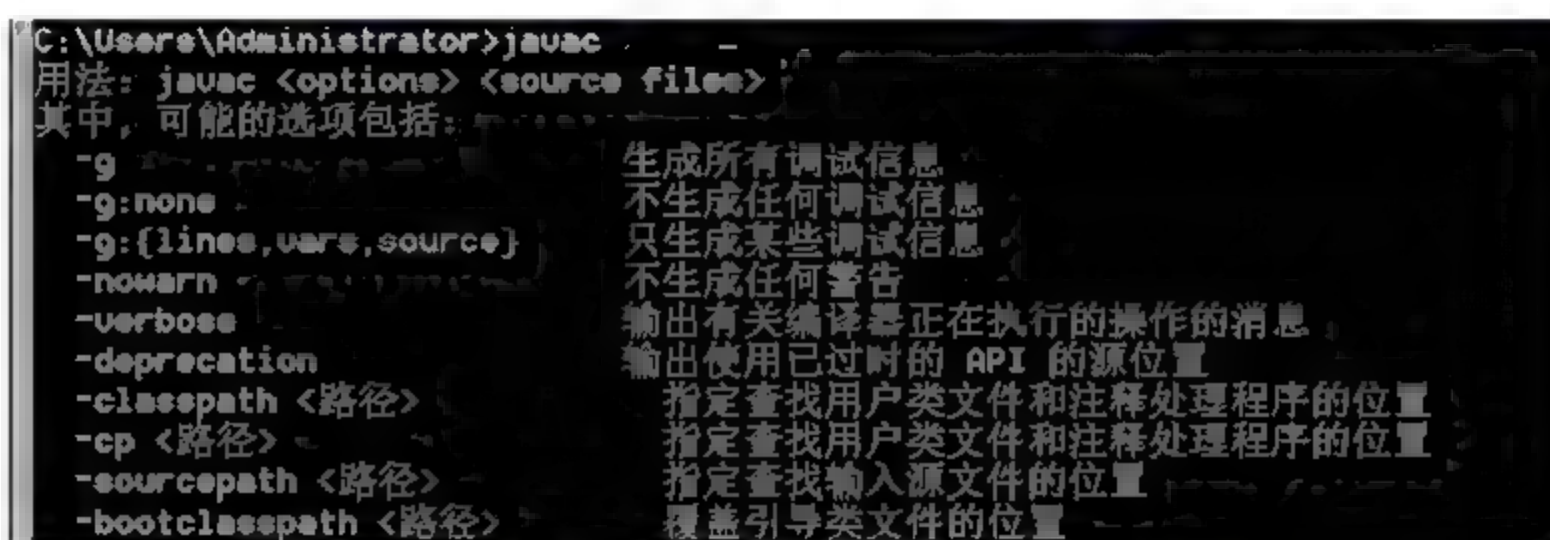 C:\Users\Administrator>javac
用法: javac <options> <source files>
其中, 可能的选项包括:
-g 生成所有调试信息
-g:none 不生成任何调试信息
-g:{lines,vars,source} 只生成某些调试信息
-nowarn 不生成任何警告
-verbose 输出有关编译器正在执行的操作的消息
-deprecation 输出使用已过时的 API 的源位置
-classpath <路径> 指定查找用户类文件和注释处理程序的位置
-cp <路径> 指定查找用户类文件和注释处理程序的位置
-sourcepath <路径> 指定查找输入源文件的位置
-bootclasspath <路径> 覆盖引导类文件的位置